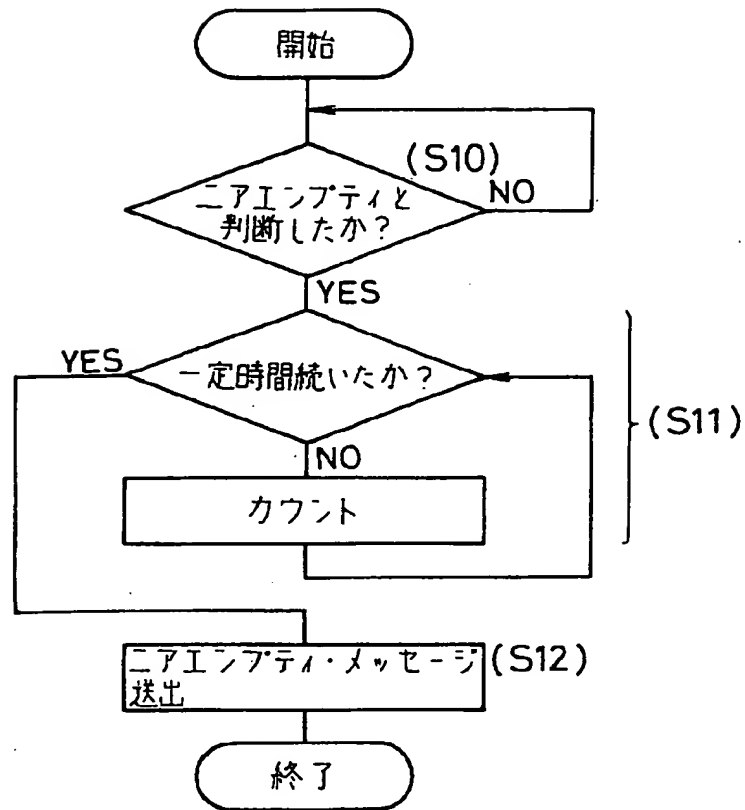 開始
(S10)
ニアエンプティと
判断したか?
NO
YES
YES
一定時間続いたか?
(S11)
NO
カウント
ニアエンプティ・メッセージ
送出
(S12)
終了